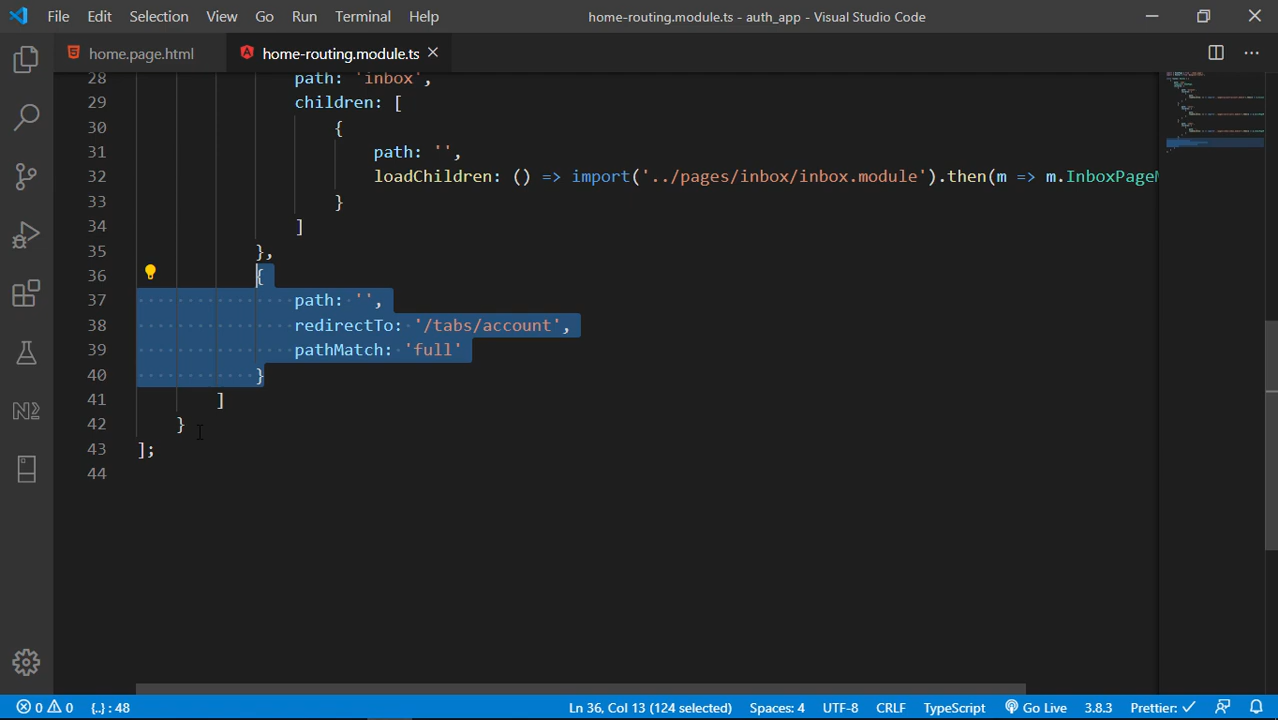 File Edit Selection View Go Run Terminal Help home-routing.module.ts - auth_app - Visual Studio Code
home.page.html home-routing.module.ts
28 path: 'inbox',
29 children: [
30 {
31 path: '',
32 loadChildren: () => import('../pages/inbox/inbox.module').then(m => m.InboxPage
33 }
34 ]
35 },
36 {
37 path: '',
38 redirectTo: '/tabs/account',
39 pathMatch: 'full'
40 }
41 ]
42 }
43 ];
44
0 0 {..} : 48 Ln 36, Col 13 (124 selected) Spaces: 4 UTF-8 CRLF TypeScript Go Live 3.8.3 Prettier: ✓